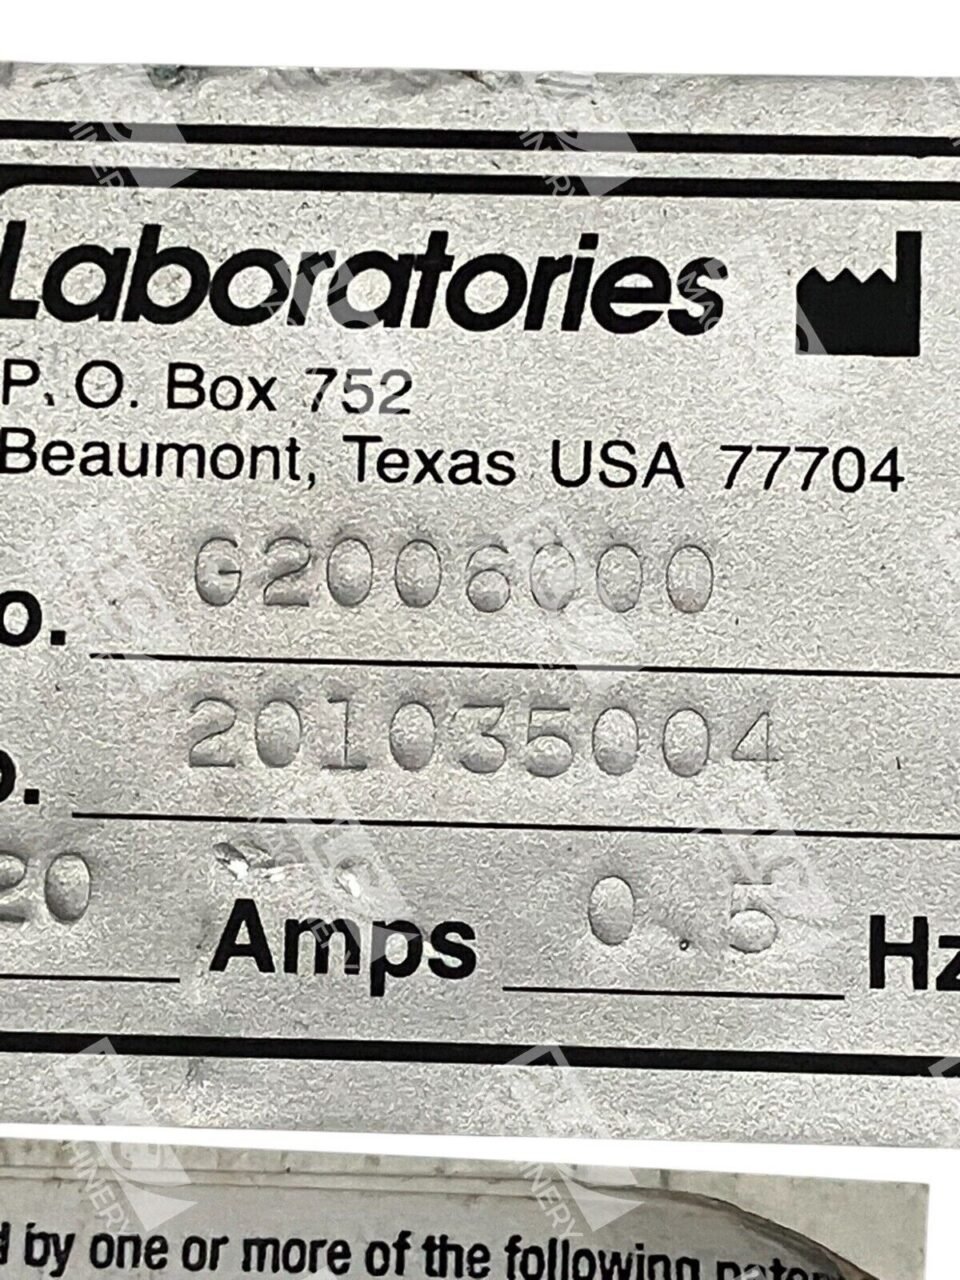 Laboratories
P. O. Box 752
Beaumont, Texas USA 77704
o. G2006000
o. 201035004
20 Amps 0.5 Hz
by one or more of the following